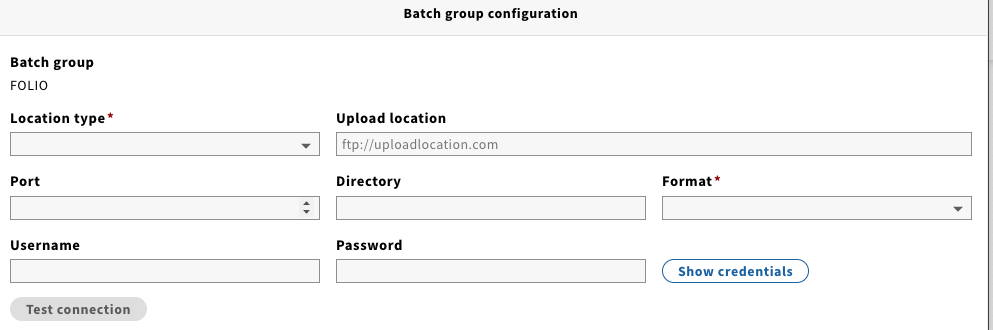 Batch group configuration
Batch group
FOLIO
Location type* Upload location
ftp://uploadlocation.com
Port Directory Format*
Username Password
Show credentials
Test connection